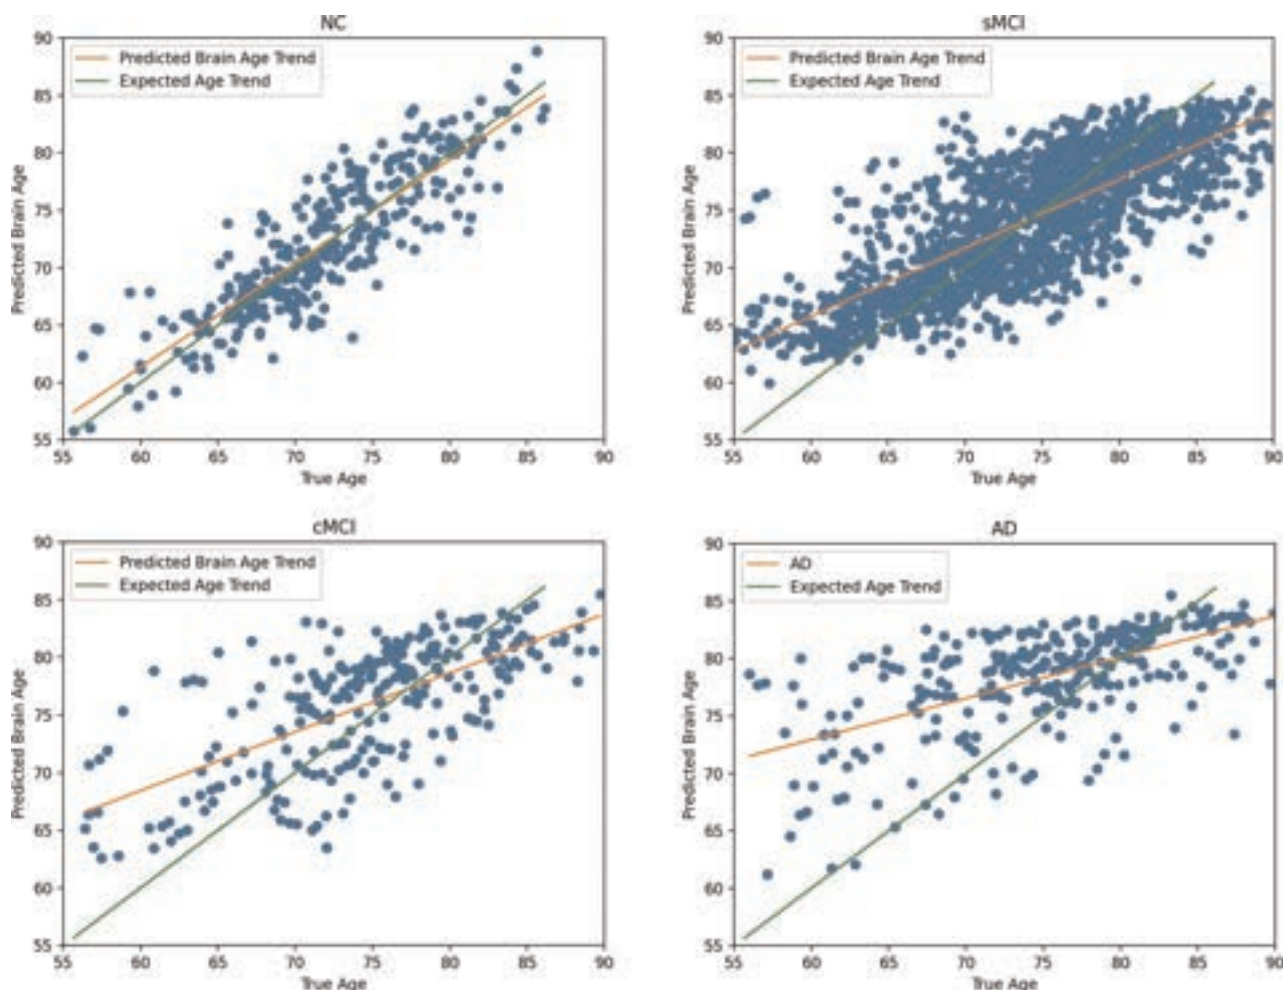 NC
90
85
80
75
70
65
60
55
Predicted Brain Age
Predicted Brain Age Trend
Expected Age Trend
55 60 65 70 75 80 85 90
True Age
sMCI
90
85
80
75
70
65
60
55
Predicted Brain Age
Predicted Brain Age Trend
Expected Age Trend
55 60 65 70 75 80 85 90
True Age
cMCI
90
85
80
75
70
65
60
55
Predicted Brain Age
Predicted Brain Age Trend
Expected Age Trend
55 60 65 70 75 80 85 90
True Age
AD
90
85
80
75
70
65
60
55
Predicted Brain Age
AD
Expected Age Trend
55 60 65 70 75 80 85 90
True Age